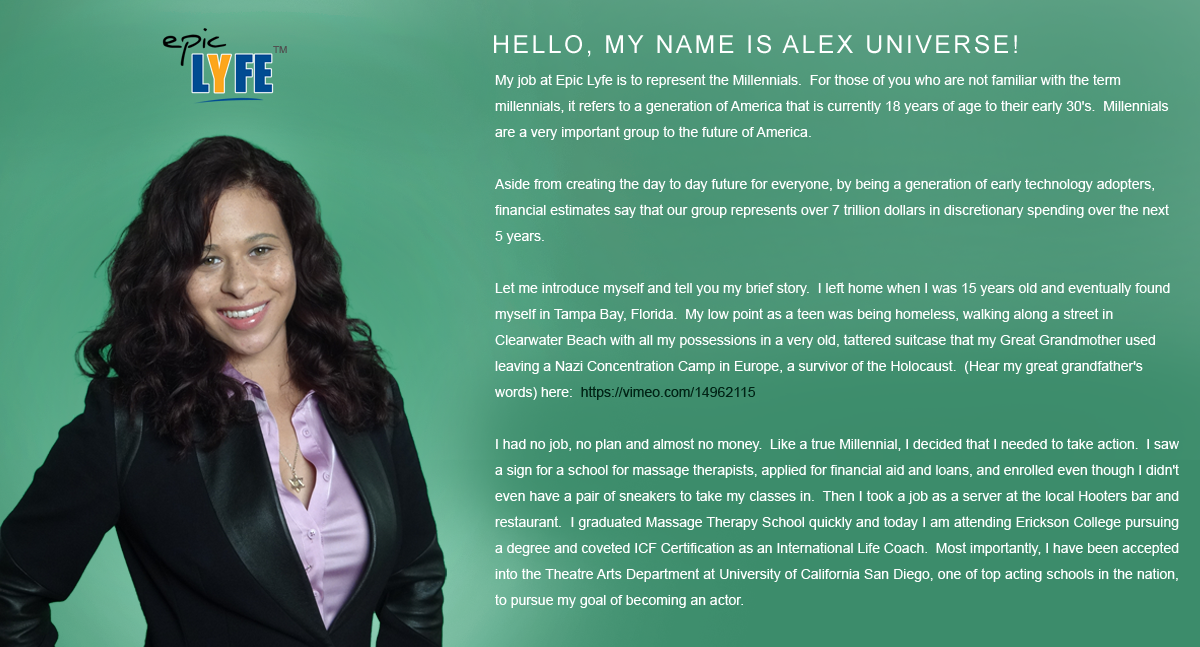 epic
LYFE™
HELLO, MY NAME IS ALEX UNIVERSE!
My job at Epic Lyfe is to represent the Millennials.  For those of you who are not familiar with the term
millennials, it refers to a generation of America that is currently 18 years of age to their early 30's.  Millennials
are a very important group to the future of America.
Aside from creating the day to day future for everyone, by being a generation of early technology adopters,
financial estimates say that our group represents over 7 trillion dollars in discretionary spending over the next
5 years.
Let me introduce myself and tell you my brief story.  I left home when I was 15 years old and eventually found
myself in Tampa Bay, Florida.  My low point as a teen was being homeless, walking along a street in
Clearwater Beach with all my possessions in a very old, tattered suitcase that my Great Grandmother used
leaving a Nazi Concentration Camp in Europe, a survivor of the Holocaust.  (Hear my great grandfather's
words) here:  https://vimeo.com/14962115
I had no job, no plan and almost no money.  Like a true Millennial, I decided that I needed to take action.  I saw
a sign for a school for massage therapists, applied for financial aid and loans, and enrolled even though I didn't
even have a pair of sneakers to take my classes in.  Then I took a job as a server at the local Hooters bar and
restaurant.  I graduated Massage Therapy School quickly and today I am attending Erickson College pursuing
a degree and coveted ICF Certification as an International Life Coach.  Most importantly, I have been accepted
into the Theatre Arts Department at University of California San Diego, one of top acting schools in the nation,
to pursue my goal of becoming an actor.